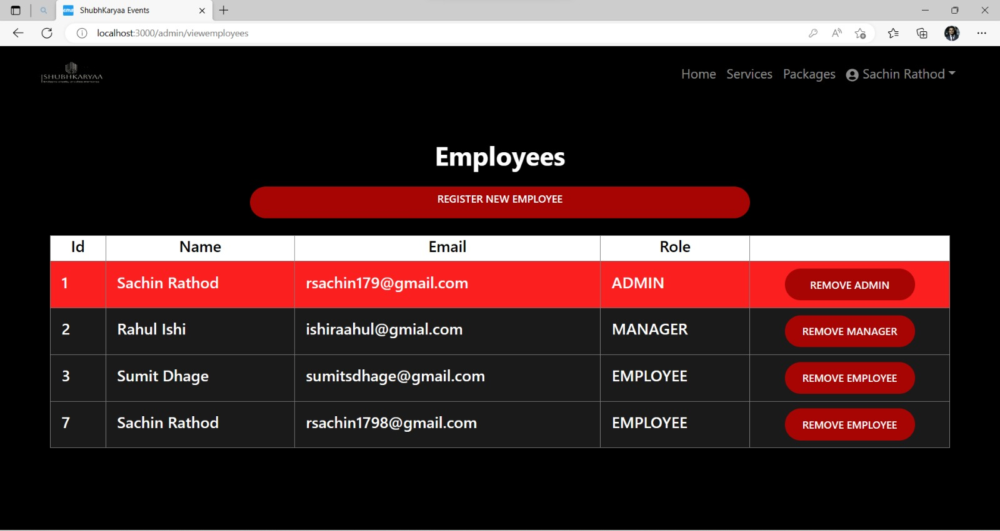 ShubhKaryaa Events
localhost:3000/admin/viewemployees
SHUBHKARYAA
Home Services Packages Sachin Rathod
Employees
REGISTER NEW EMPLOYEE
Id Name Email Role
1 Sachin Rathod rsachin179@gmail.com ADMIN REMOVE ADMIN
2 Rahul Ishi ishiraahul@gmial.com MANAGER REMOVE MANAGER
3 Sumit Dhage sumitsdhage@gmail.com EMPLOYEE REMOVE EMPLOYEE
7 Sachin Rathod rsachin1798@gmail.com EMPLOYEE REMOVE EMPLOYEE